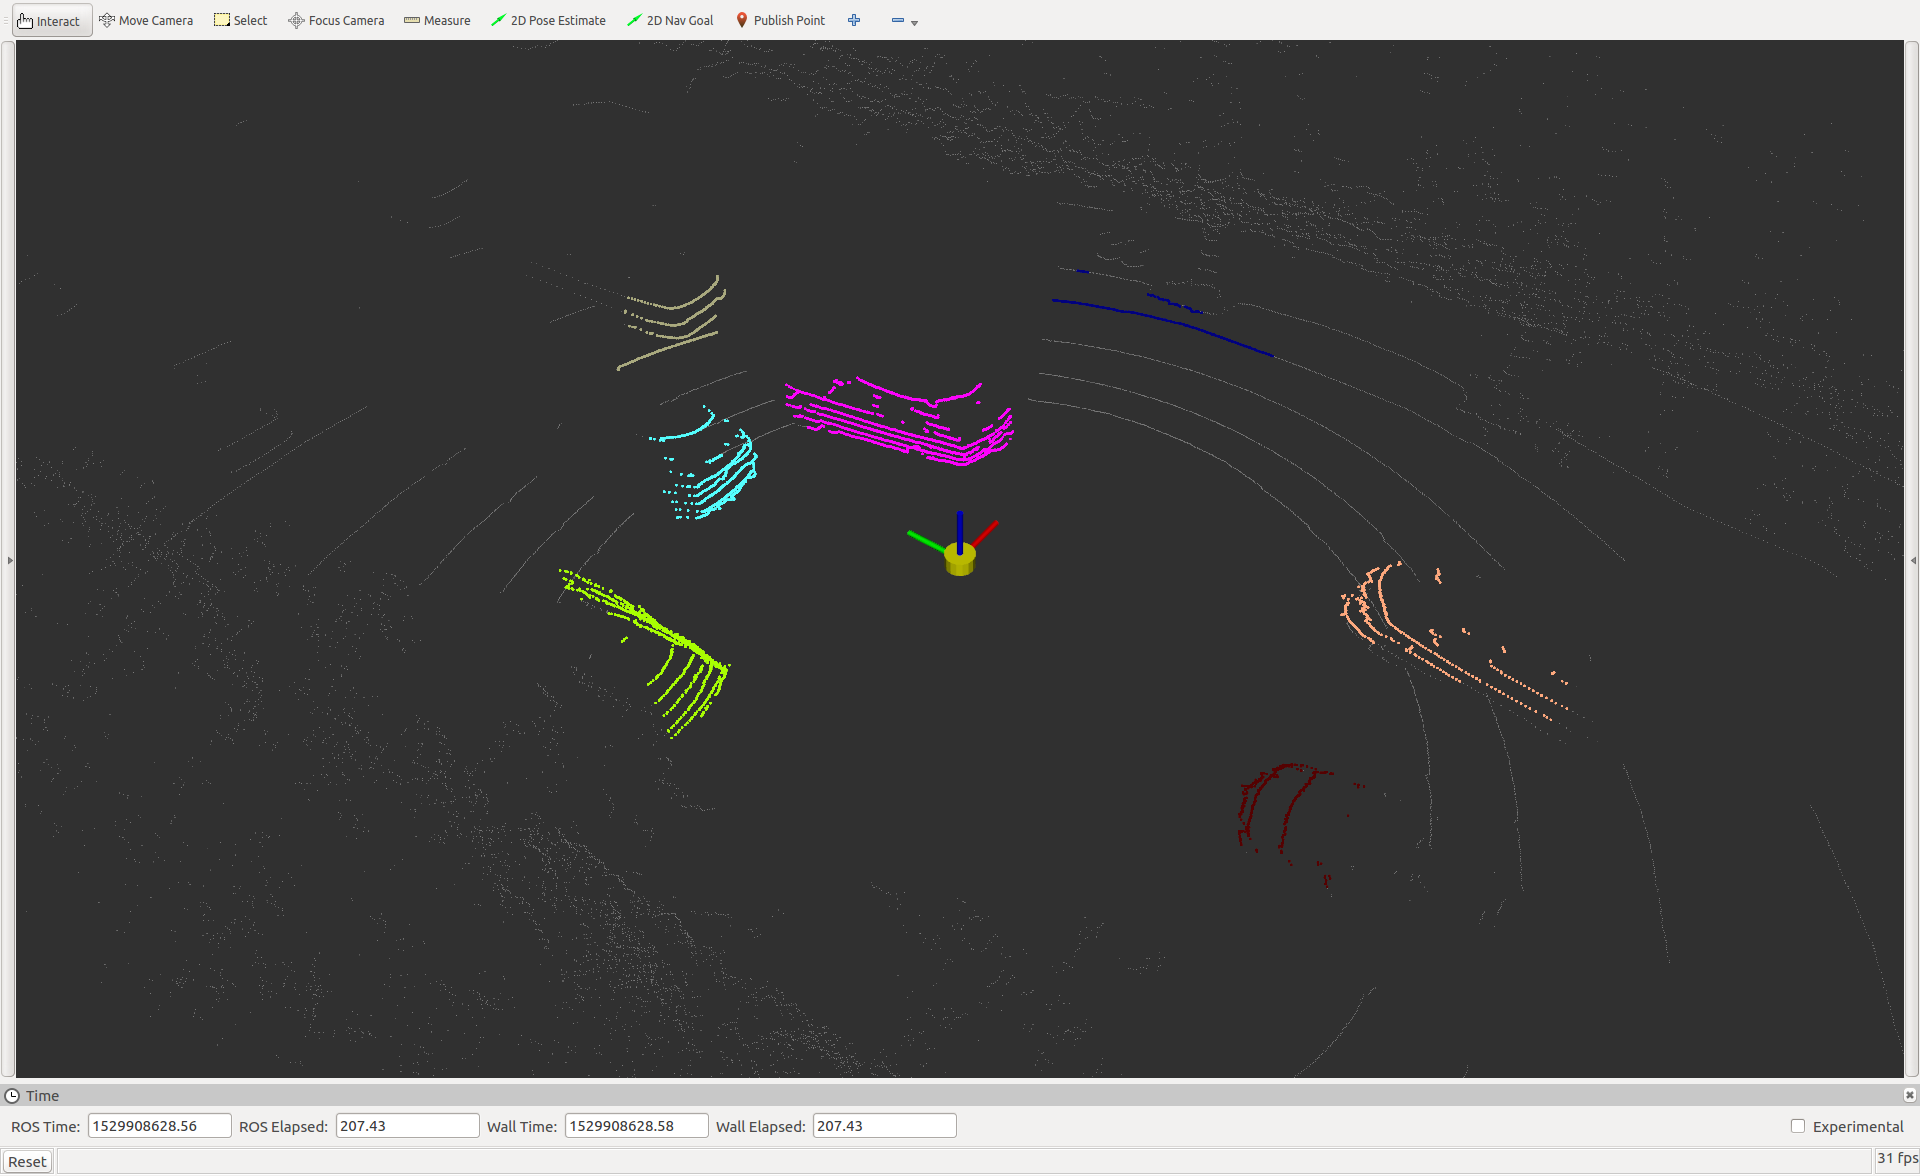 Interact Move Camera Select Focus Camera Measure 2D Pose Estimate 2D Nav Goal Publish Point
Time
ROS Time: 1529908628.56 ROS Elapsed: 207.43 Wall Time: 1529908628.58 Wall Elapsed: 207.43 Experimental
Reset 31 fps